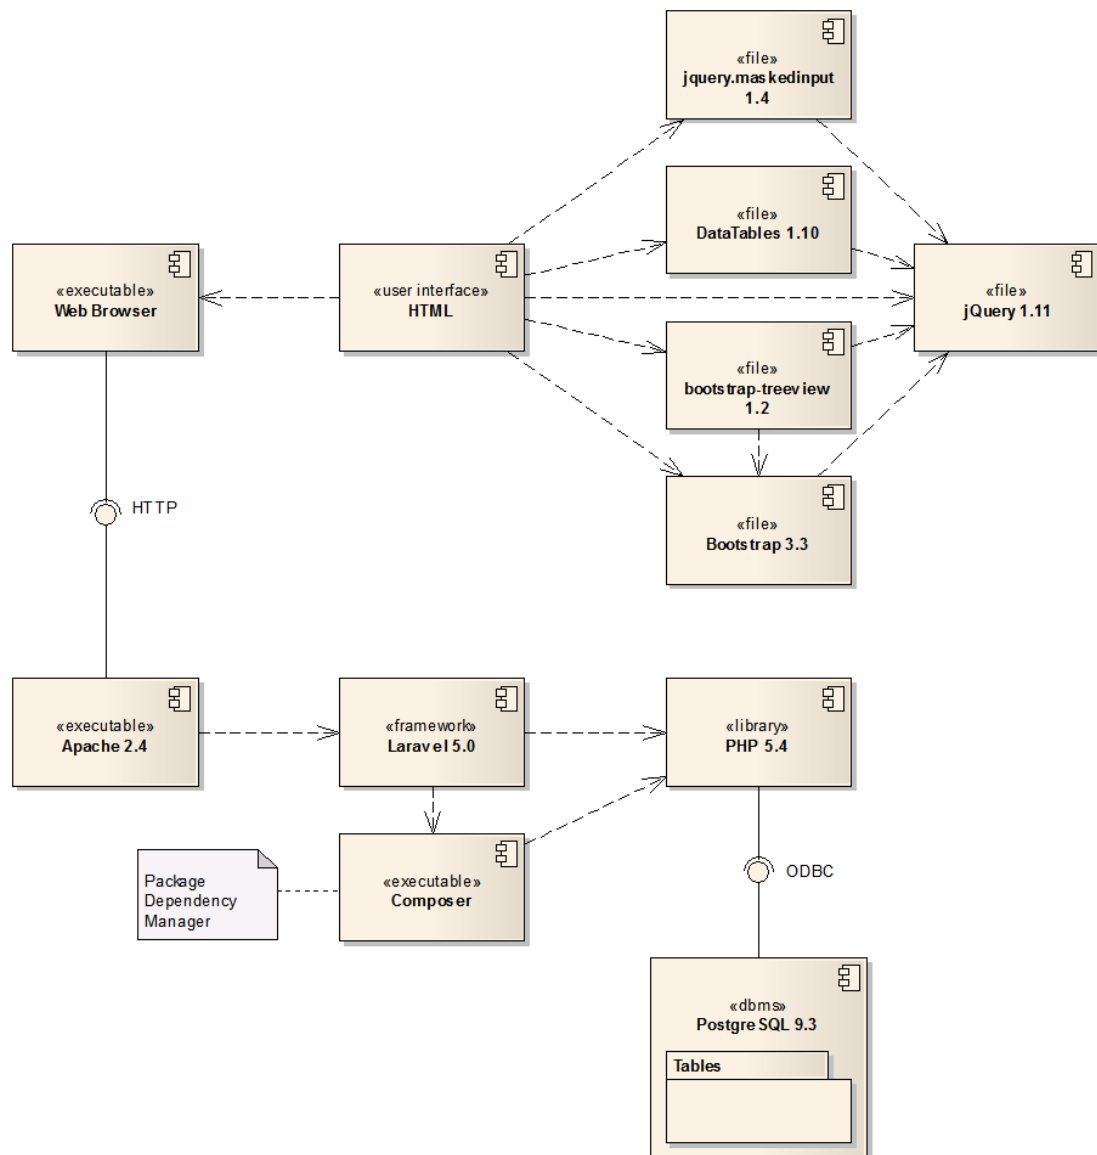 «file»
jquery.maskedinput
1.4
«file»
DataTables 1.10
«executable»
Web Browser
«user interface»
HTML
«file»
jQuery 1.11
«file»
bootstrap-treeview
1.2
HTTP
«file»
Bootstrap 3.3
«executable»
Apache 2.4
«framework»
Laravel 5.0
«library»
PHP 5.4
Package
Dependency
Manager
«executable»
Composer
ODBC
«dbms»
PostgreSQL 9.3
Tables